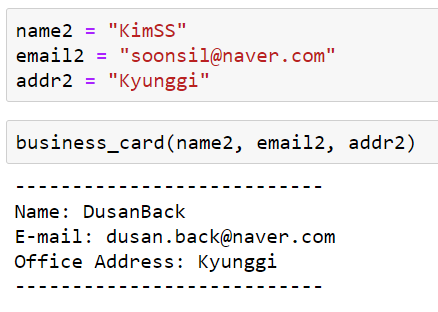 name2 = "KimSS"
email2 = "soonsil@naver.com"
addr2 = "Kyunggi"
business_card(name2, email2, addr2)
---------------------------
Name: DusanBack
E-mail: dusan.back@naver.com
Office Address: Kyunggi
---------------------------